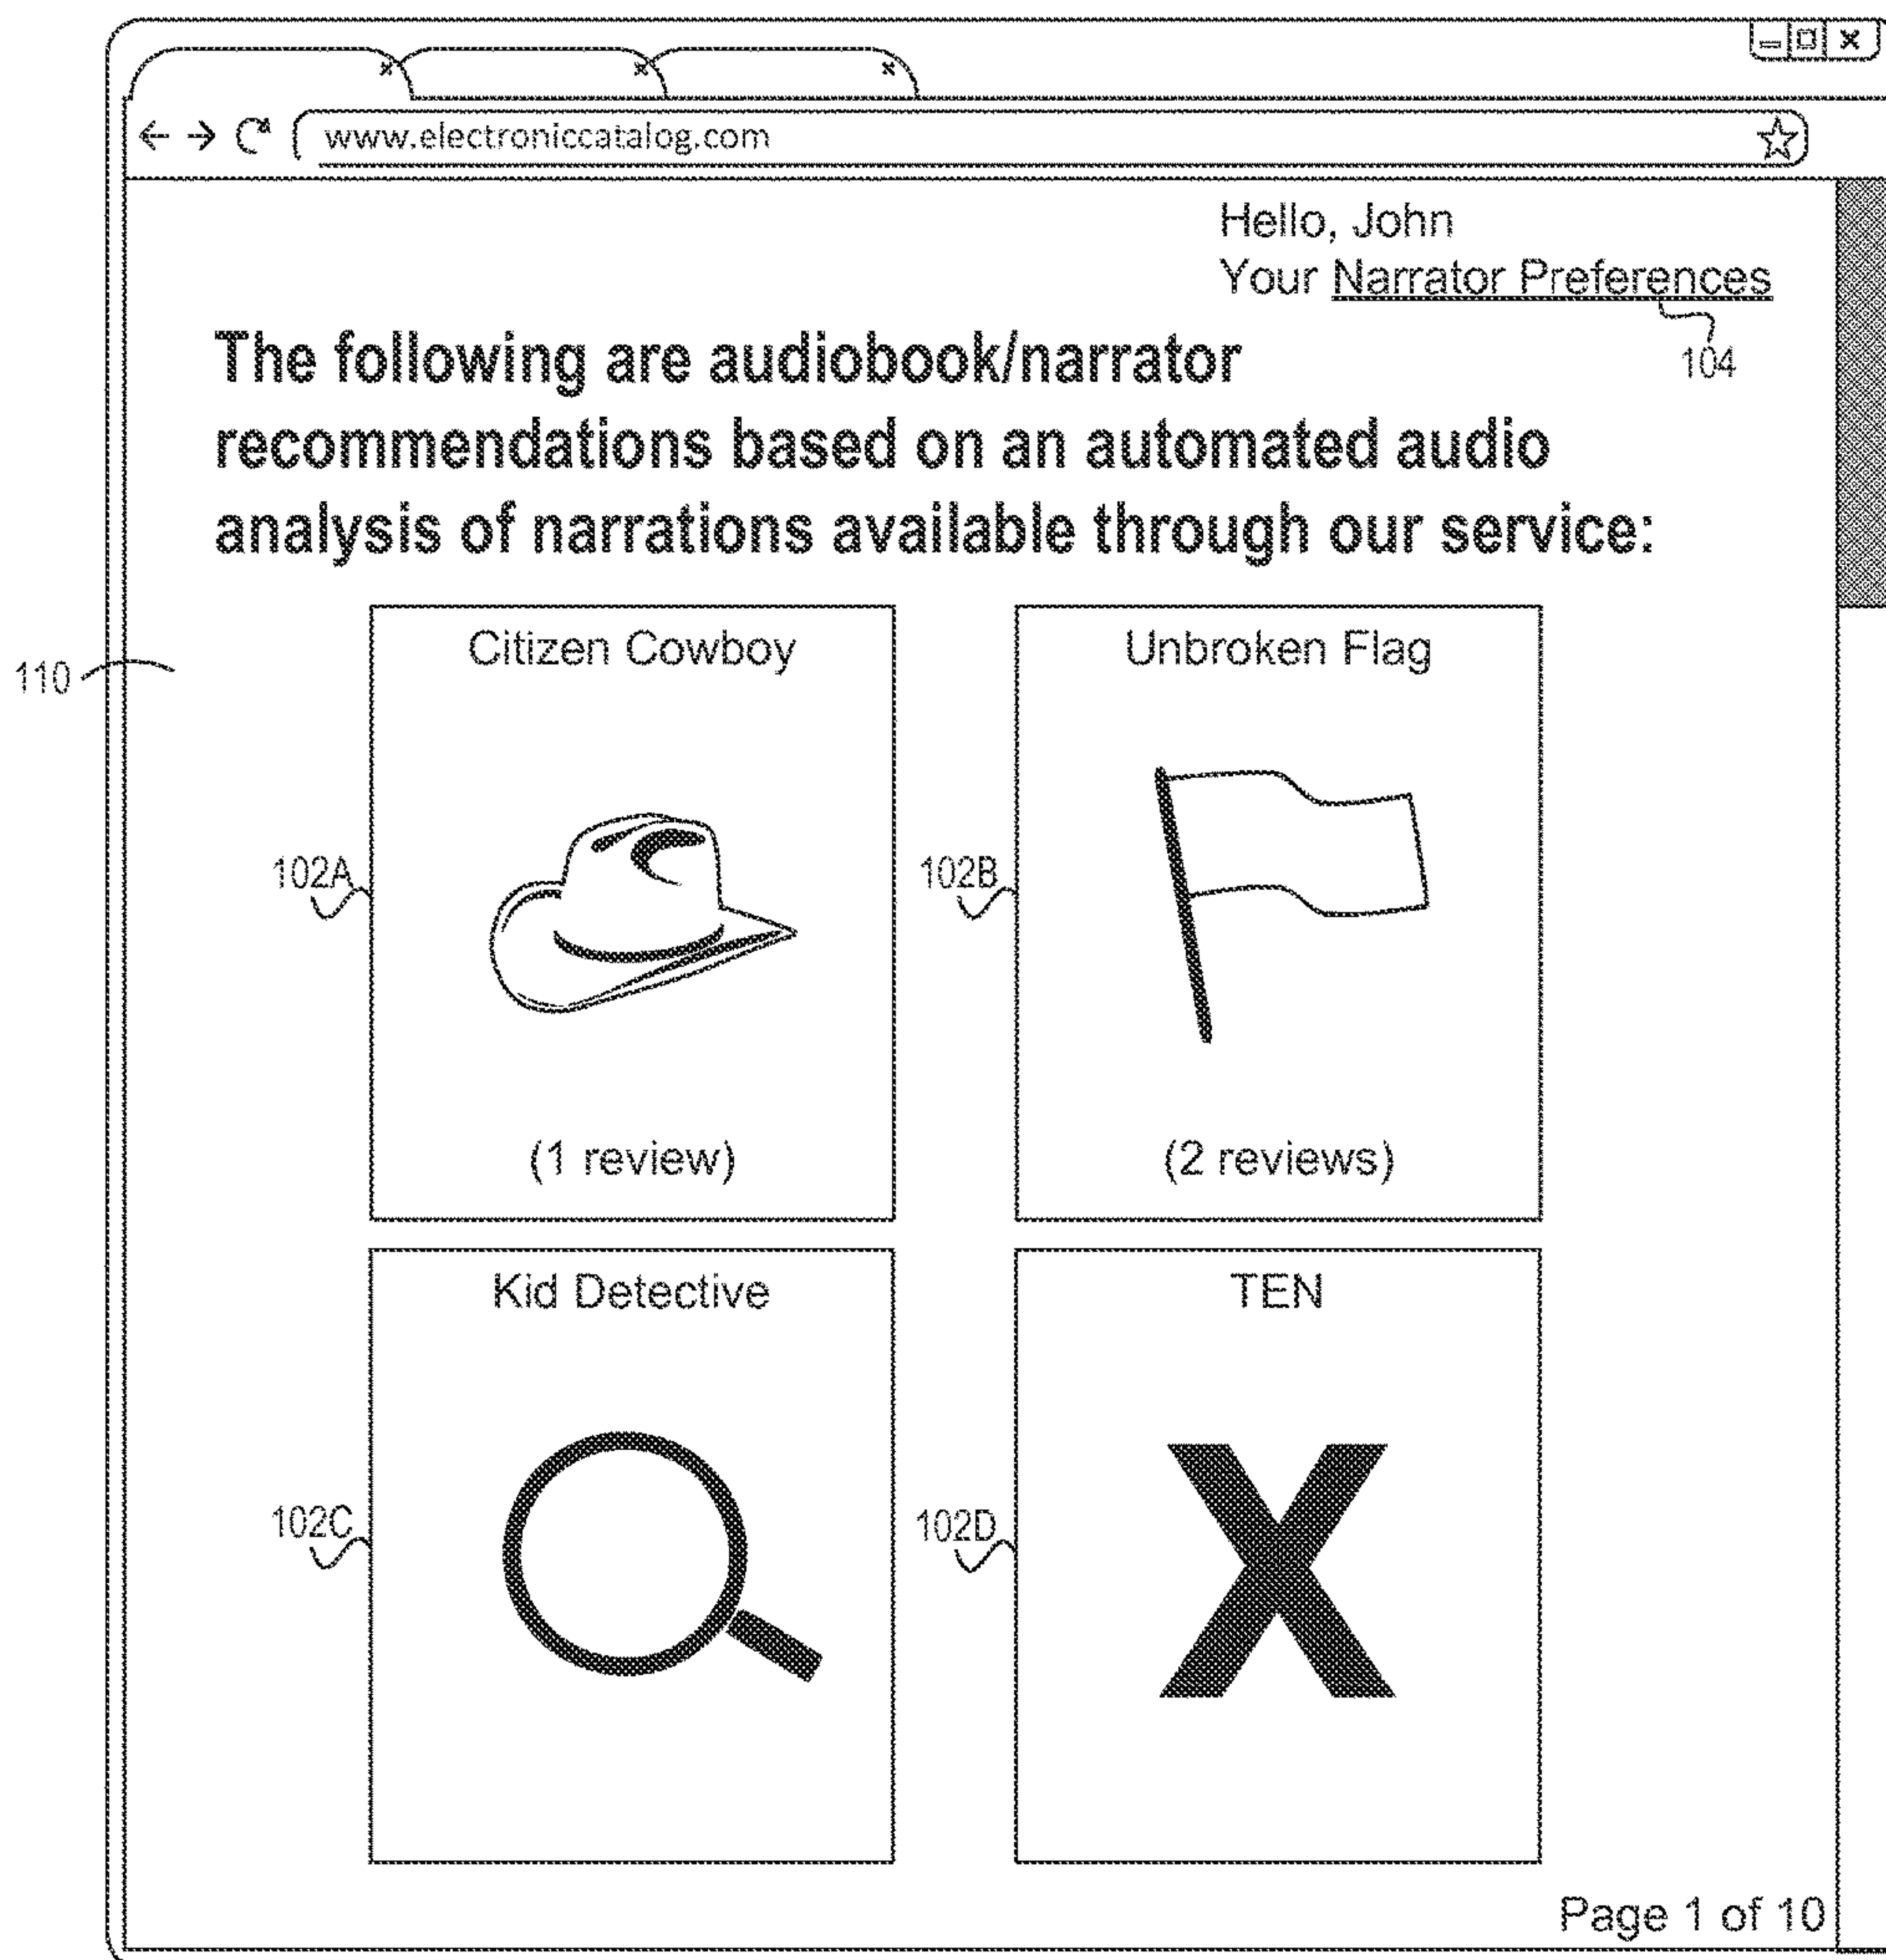 www.electroniccatalog.com
Hello, John
Your Narrator Preferences
104
The following are audiobook/narrator
recommendations based on an automated audio
analysis of narrations available through our service:
110
Citizen Cowboy
102A
(1 review)
Unbroken Flag
102B
(2 reviews)
Kid Detective
102C
TEN
102D
X
Page 1 of 10